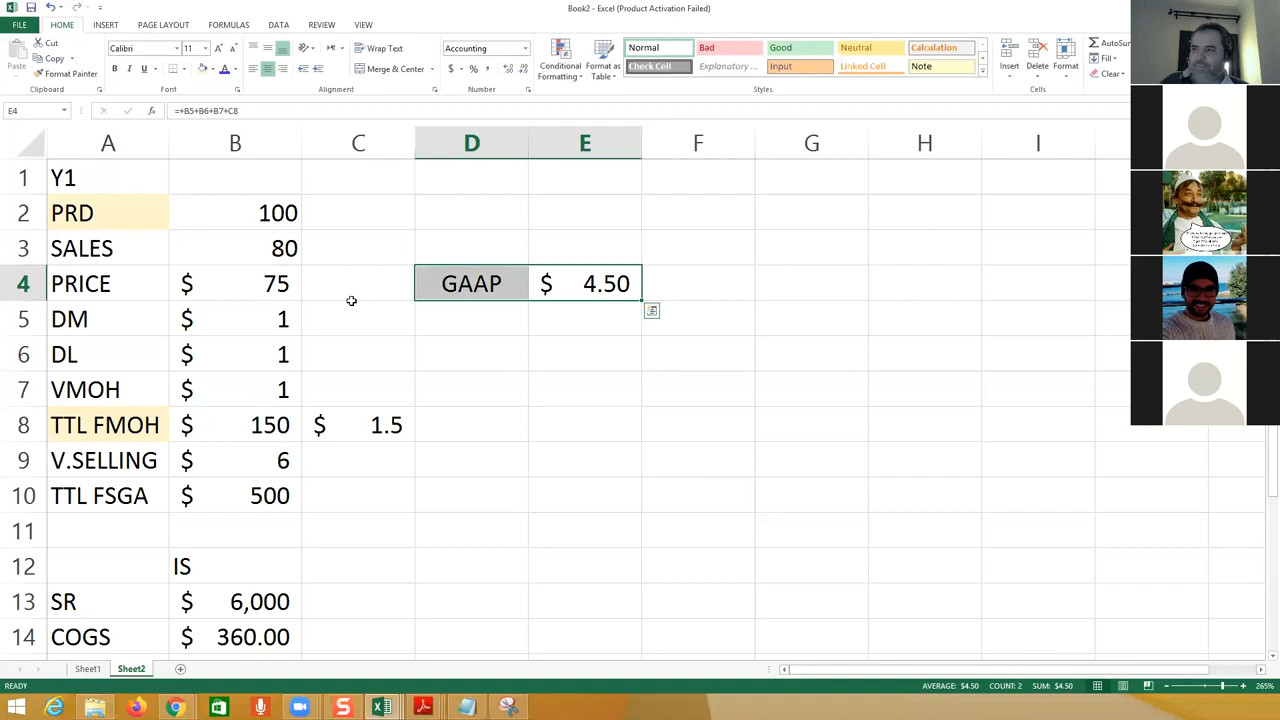 Book2 - Excel (Product Activation Failed)
FILE HOME INSERT PAGE LAYOUT FORMULAS DATA REVIEW VIEW
Cut
Copy
Format Painter
Paste
Clipboard
Calibri 11
B I U
Font
Wrap Text
Merge & Center
Alignment
Accounting
$ % ,
Number
Conditional Formatting
Format as Table
Normal Bad Good Neutral Calculation
Check Cell Explanatory ... Input Linked Cell Note
Styles
Insert Delete Format
Cells
AutoSum
Fill
Clear
E4 =+B5+B6+B7+C8
A B C D E F G H I
1 Y1
2 PRD 100
3 SALES 80
4 PRICE $ 75 GAAP $ 4.50
5 DM $ 1
6 DL $ 1
7 VMOH $ 1
8 TTL FMOH $ 150 $ 1.5
9 V.SELLING $ 6
10 TTL FSGA $ 500
11
12 IS
13 SR $ 6,000
14 COGS $ 360.00
Sheet1 Sheet2
READY AVERAGE: $4.50 COUNT: 2 SUM: $4.50 265%